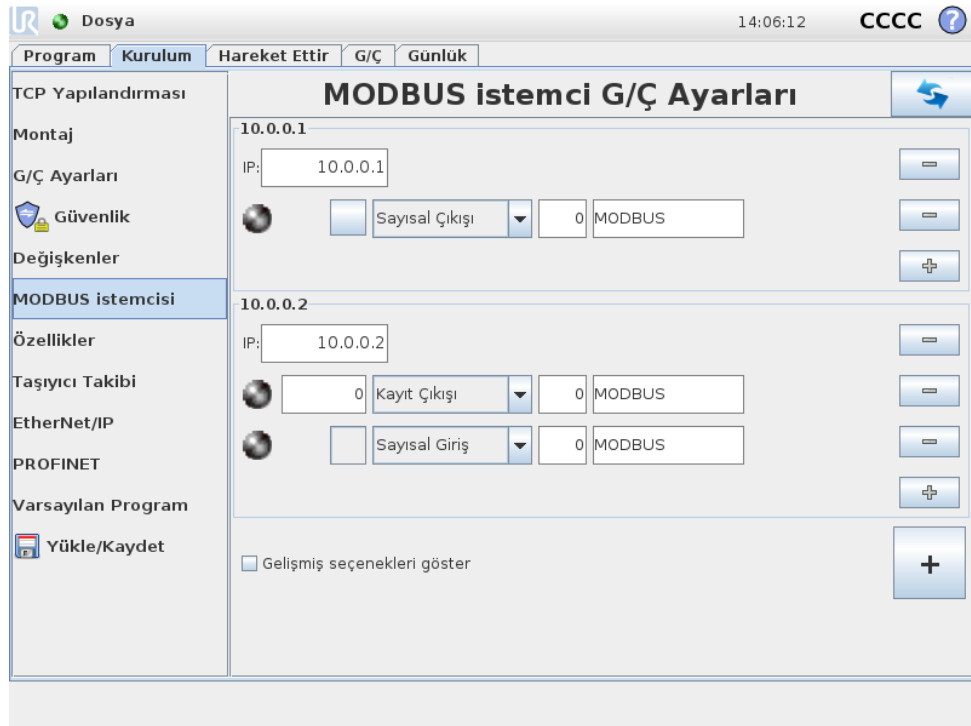 UR Dosya 14:06:12 CCCC ?
Program Kurulum Hareket Ettir G/Ç Günlük
TCP Yapılandırması
Montaj
G/Ç Ayarları
Güvenlik
Değişkenler
MODBUS istemcisi
Özellikler
Taşıyıcı Takibi
EtherNet/IP
PROFINET
Varsayılan Program
Yükle/Kaydet
MODBUS istemci G/Ç Ayarları
10.0.0.1
IP: 10.0.0.1
Sayısal Çıkışı 0 MODBUS
10.0.0.2
IP: 10.0.0.2
0 Kayıt Çıkışı 0 MODBUS
Sayısal Giriş 0 MODBUS
Gelişmiş seçenekleri göster +